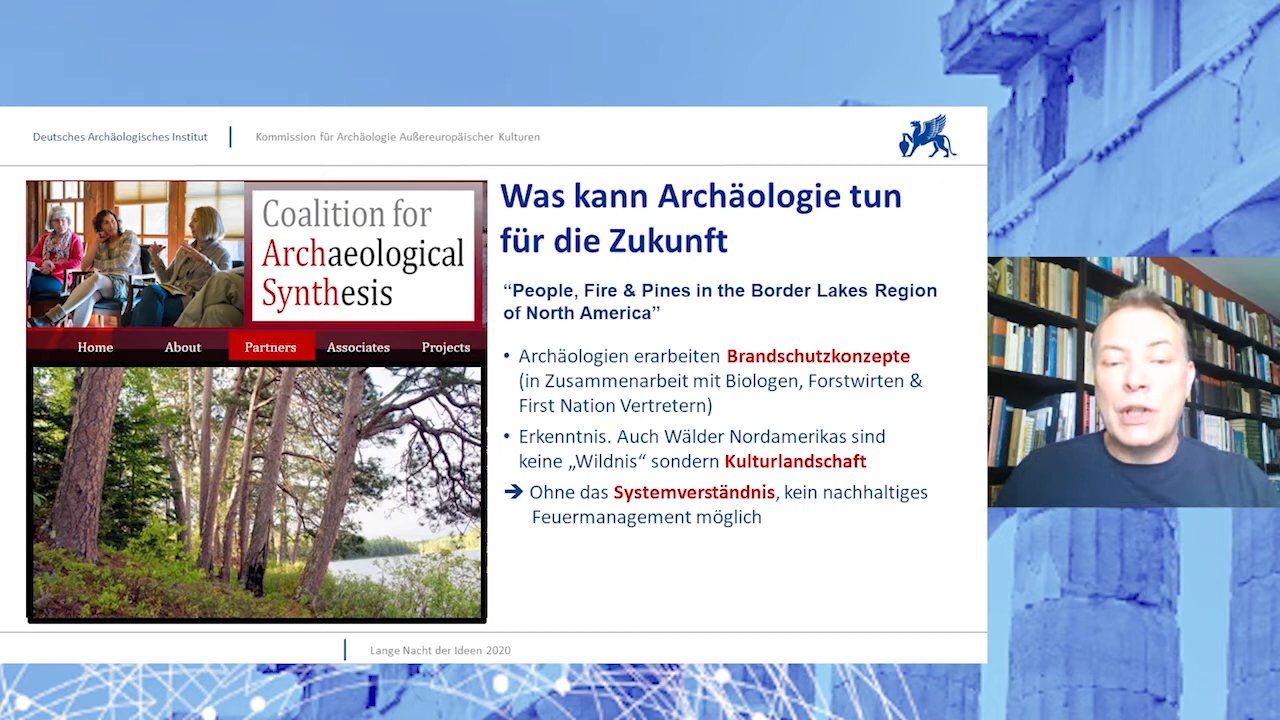 Deutsches Archäologisches Institut
Kommission für Archäologie Außereuropäischer Kulturen
Coalition for
Archaeological
Synthesis
Home About Partners Associates Projects
Was kann Archäologie tun
für die Zukunft
“People, Fire & Pines in the Border Lakes Region
of North America”
• Archäologien erarbeiten Brandschutzkonzepte
(in Zusammenarbeit mit Biologen, Forstwirten &
First Nation Vertretern)
• Erkenntnis. Auch Wälder Nordamerikas sind
keine „Wildnis“ sondern Kulturlandschaft
➔ Ohne das Systemverständnis, kein nachhaltiges
Feuermanagement möglich
Lange Nacht der Ideen 2020